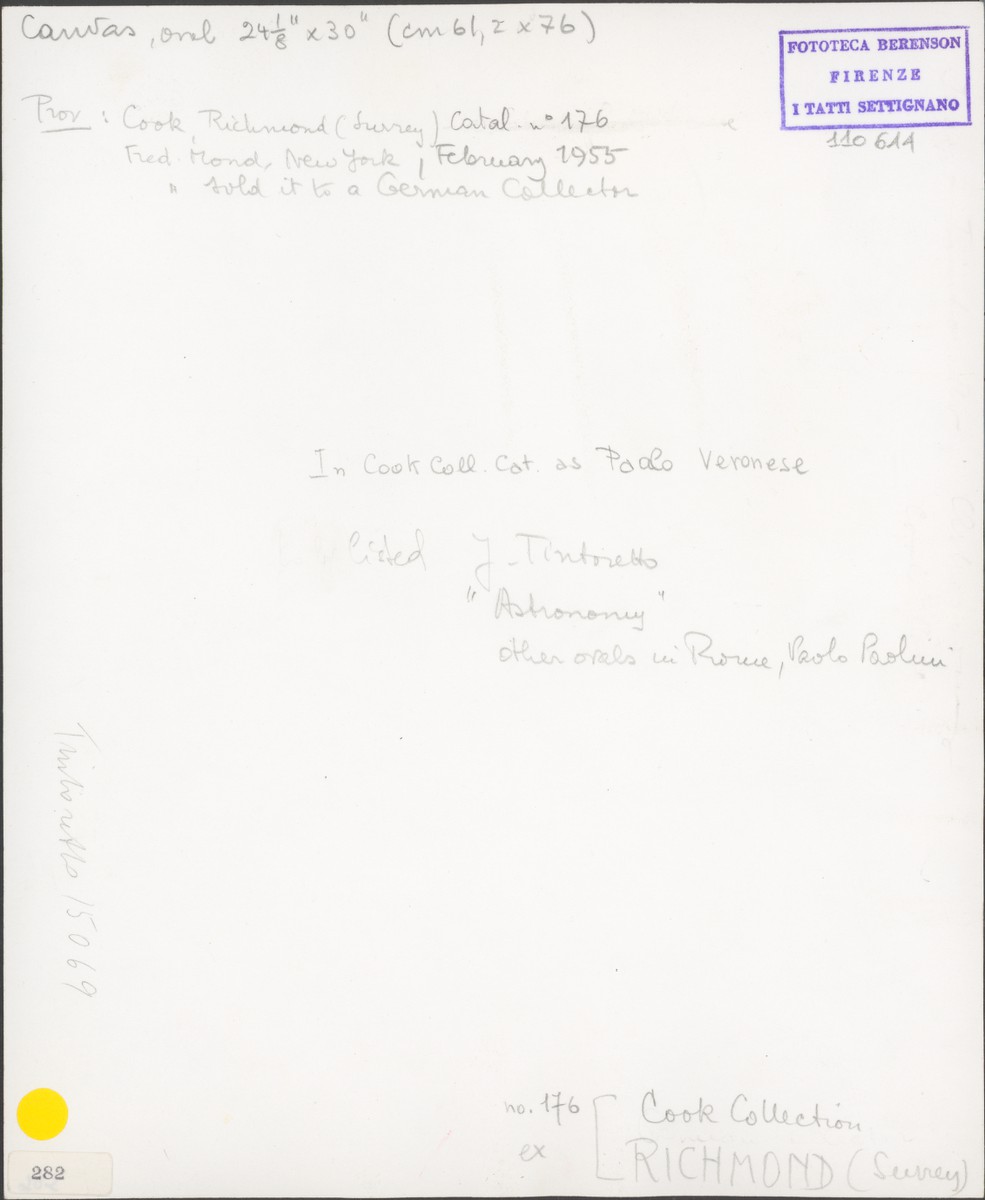 Canvas, oval 24⅛" x 30" (cm 61,2 x 76)
FOTOTECA BERENSON
FIRENZE
I TATTI SETTIGNANO
110 614
Prov: Cook, Richmond (Surrey) Catal. n° 176
Fred. Mond, New York, February 1955
" sold it to a German Collector
In Cook Coll. Cat. as Paolo Veronese
listed J. Tintoretto
"Astronomy"
other ovals in Rome, Paolo Paolini
Tintoretto 15069
no. 176 Cook Collection
ex RICHMOND (Surrey)
282